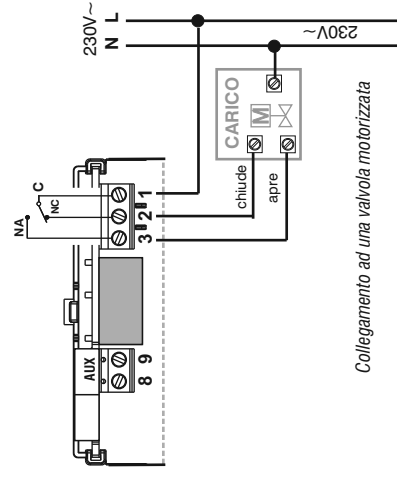 230V~
L
N
230V~
CARICO
M
chiude
apre
C
NA
NC
1
2
3
AUX
9
8
Collegamento ad una valvola motorizzata